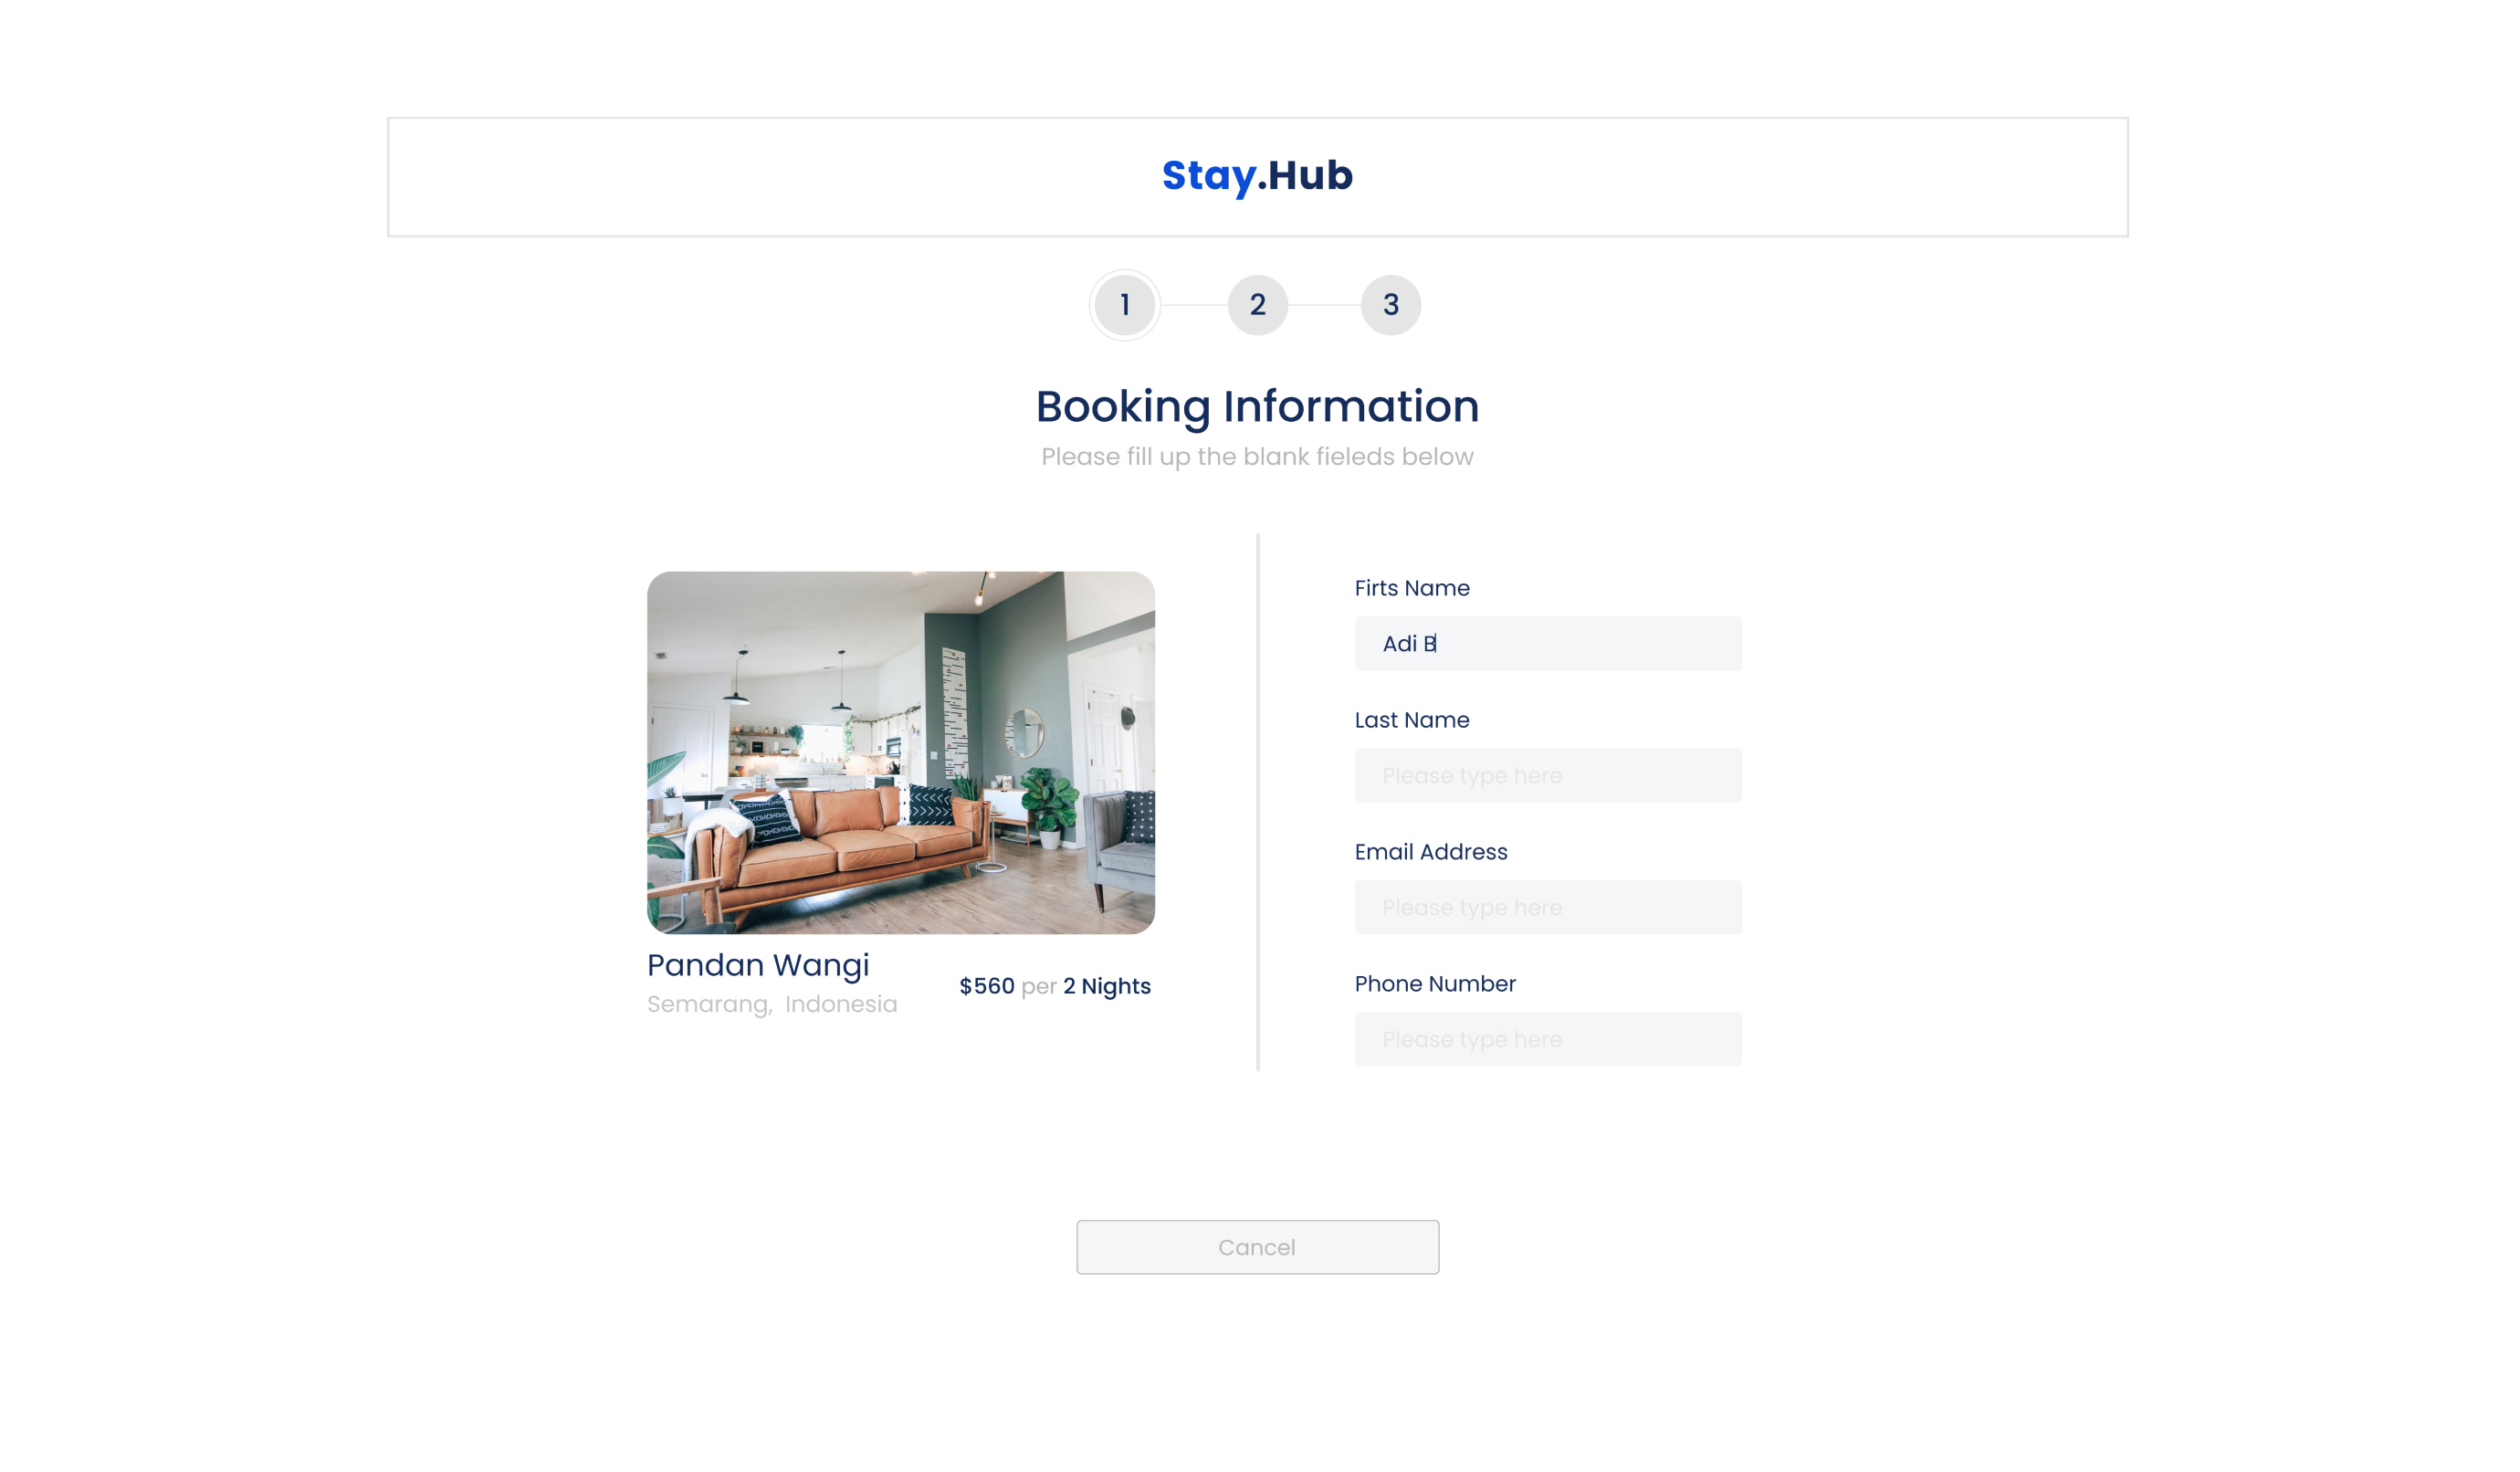 Stay.Hub
1 2 3
Booking Information
Please fill up the blank fieleds below
Firts Name
Adi B
Last Name
Please type here
Email Address
Please type here
Phone Number
Please type here
Pandan Wangi
Semarang, Indonesia
$560 per 2 Nights
Cancel